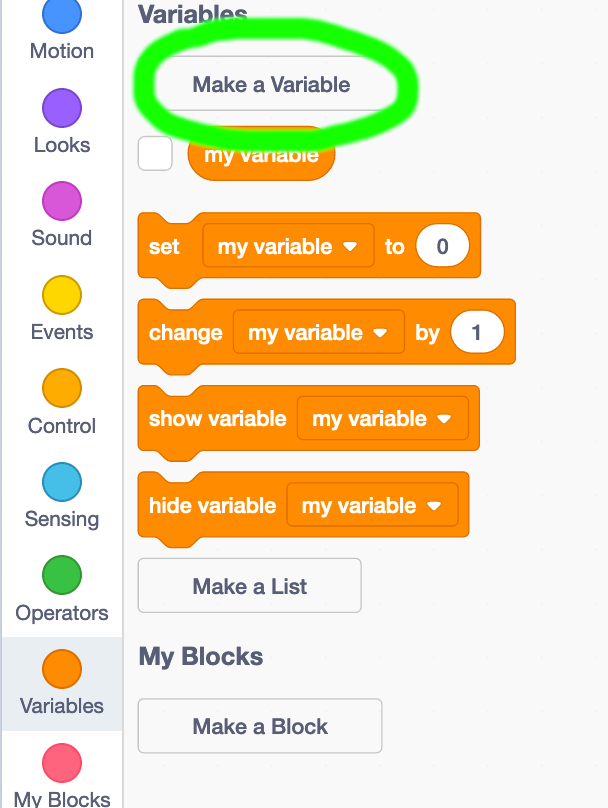 Motion
Looks
Sound
Events
Control
Sensing
Operators
Variables
My Blocks
Variables
Make a Variable
my variable
set my variable to 0
change my variable by 1
show variable my variable
hide variable my variable
Make a List
My Blocks
Make a Block